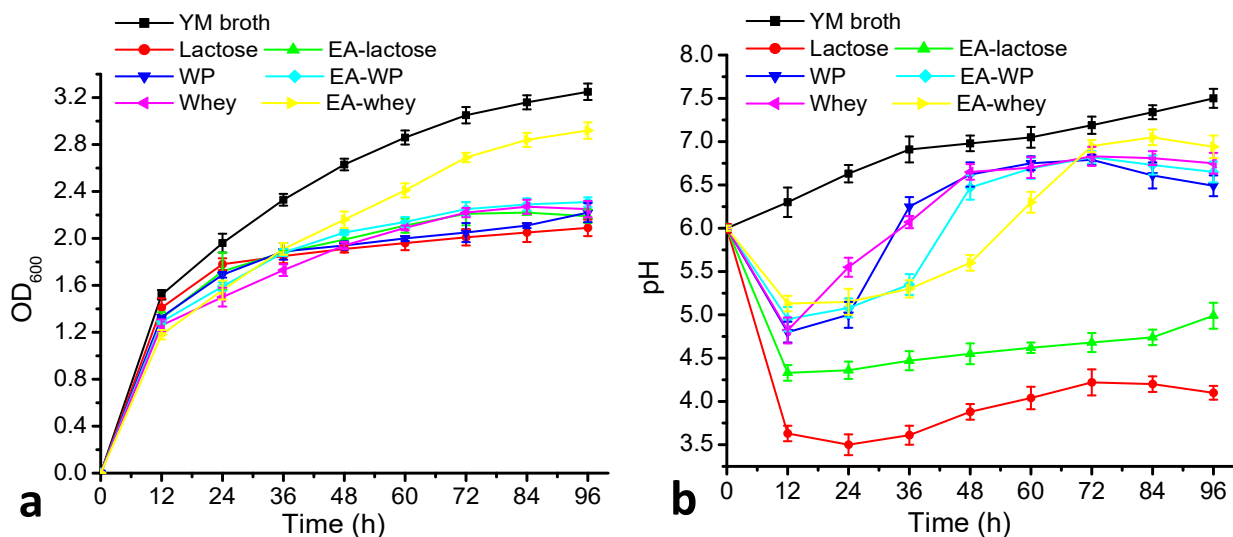 YM broth
Lactose EA-lactose
WP EA-WP
Whey EA-whey
3.2
2.8
2.4
2.0
1.6
1.2
0.8
0.4
0.0
OD600
0 12 24 36 48 60 72 84 96
Time (h)
a
YM broth
Lactose EA-lactose
WP EA-WP
Whey EA-whey
8.0
7.5
7.0
6.5
6.0
5.5
5.0
4.5
4.0
3.5
pH
0 12 24 36 48 60 72 84 96
Time (h)
b